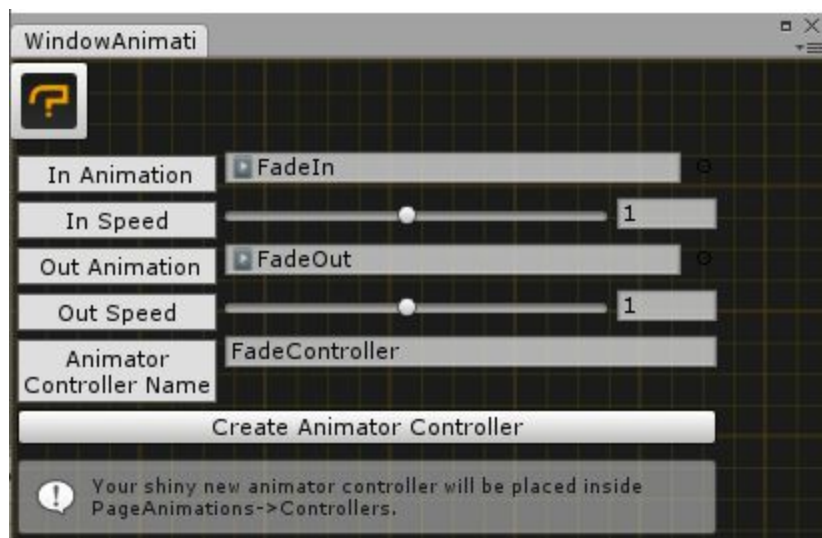 WindowAnimati
In Animation
FadeIn
In Speed
1
Out Animation
FadeOut
Out Speed
1
Animator
Controller Name
FadeController
Create Animator Controller
Your shiny new animator controller will be placed inside
PageAnimations->Controllers.